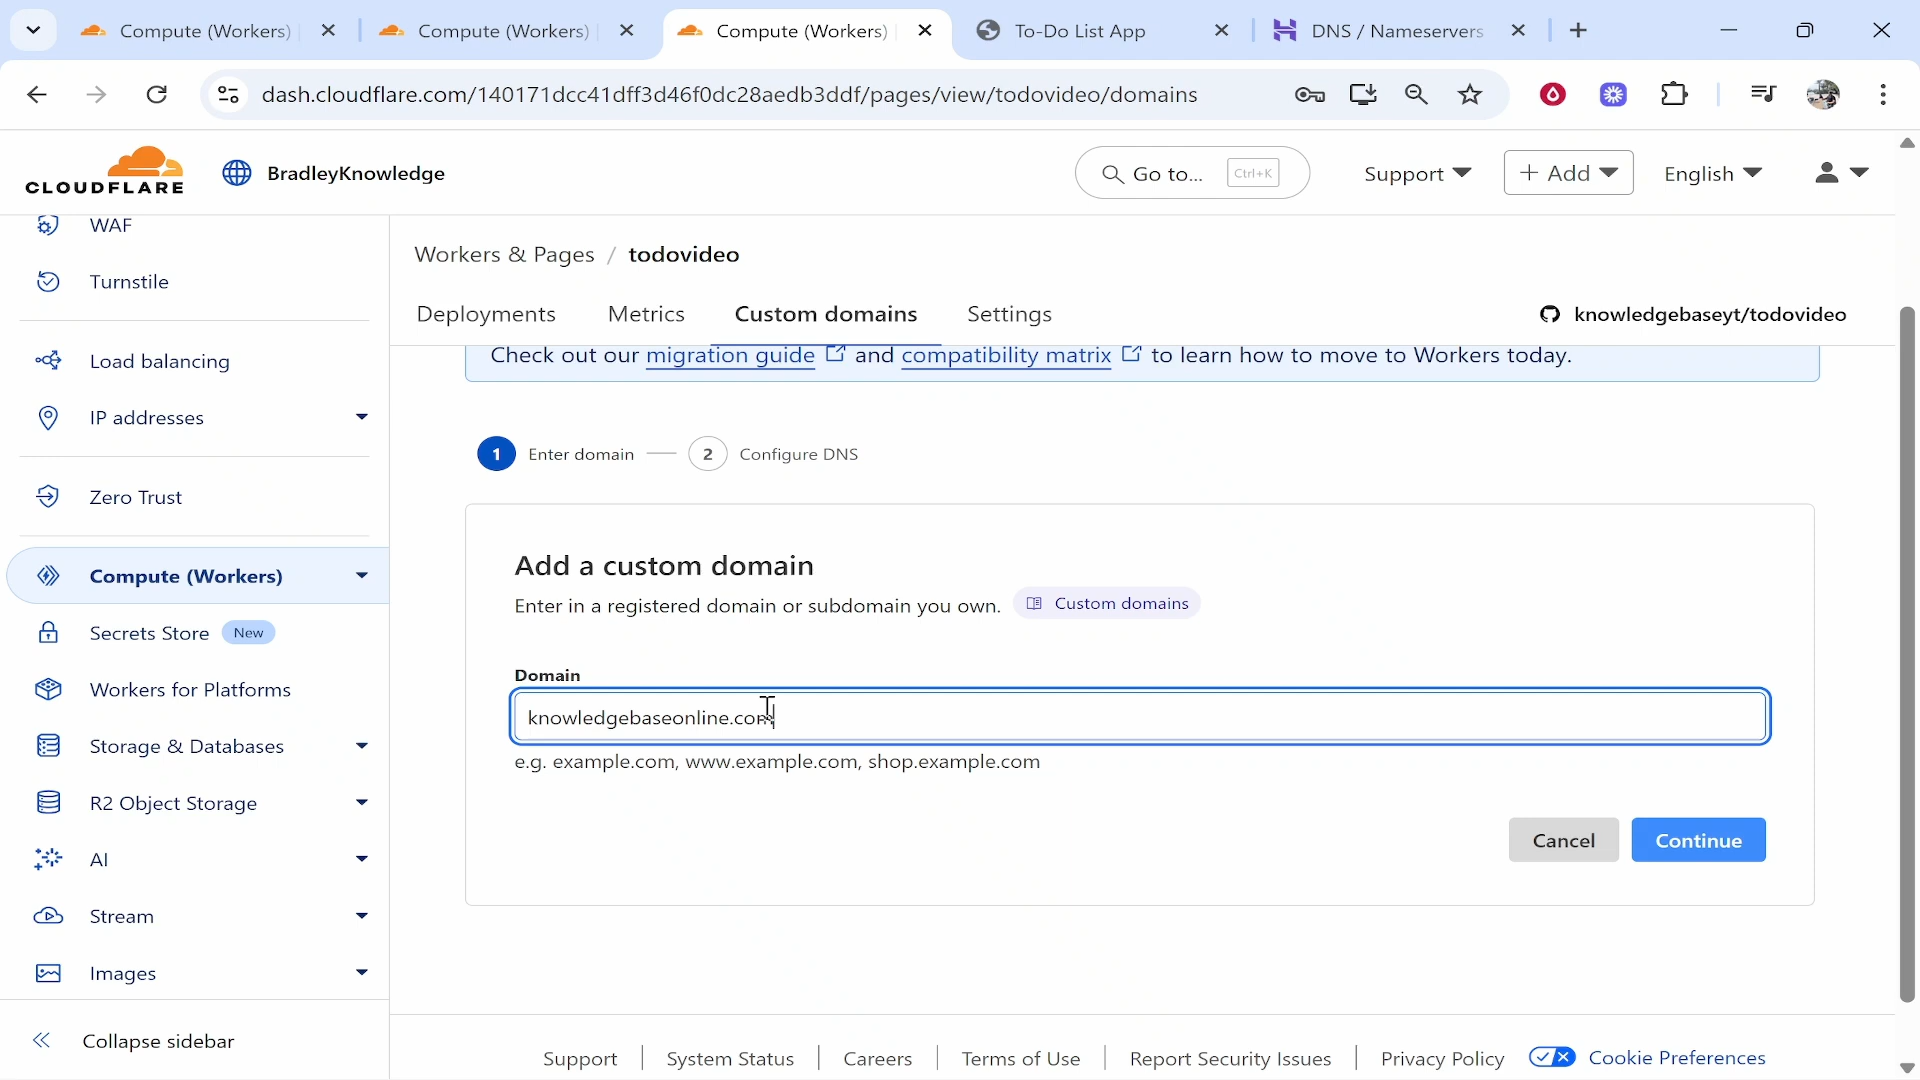 Compute (Workers)
Compute (Workers)
Compute (Workers)
To-Do List App
DNS / Nameservers
dash.cloudflare.com/140171dcc41dff3d46f0dc28aedb3ddf/pages/view/todovideo/domains
CLOUDFLARE
BradleyKnowledge
Go to...
Ctrl+K
Support
+ Add
English
WAF
Turnstile
Load balancing
IP addresses
Zero Trust
Compute (Workers)
Secrets Store New
Workers for Platforms
Storage & Databases
R2 Object Storage
AI
Stream
Images
Collapse sidebar
Workers & Pages / todovideo
Deployments
Metrics
Custom domains
Settings
knowledgebaseyt/todovideo
Check out our migration guide and compatibility matrix to learn how to move to Workers today.
1 Enter domain
2 Configure DNS
Add a custom domain
Enter in a registered domain or subdomain you own. Custom domains
Domain
knowledgebaseonline.com
e.g. example.com, www.example.com, shop.example.com
Cancel
Continue
Support
System Status
Careers
Terms of Use
Report Security Issues
Privacy Policy
Cookie Preferences